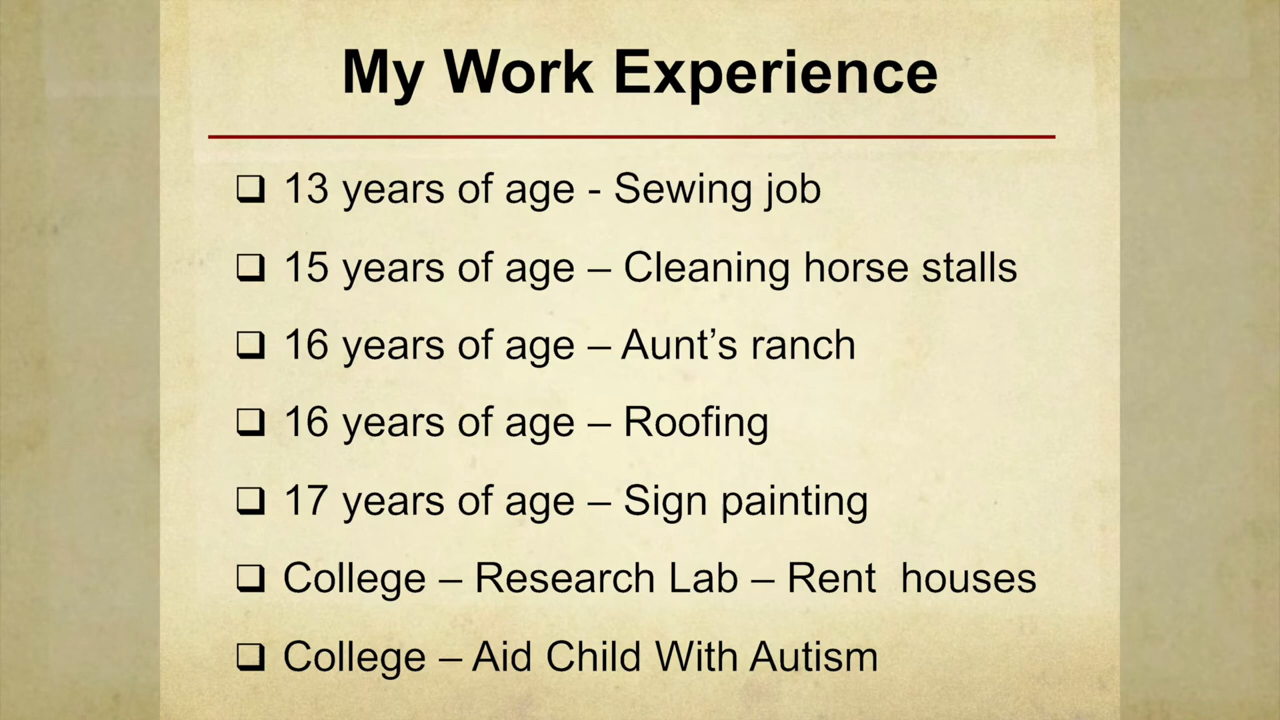 My Work Experience
13 years of age - Sewing job
15 years of age – Cleaning horse stalls
16 years of age – Aunt’s ranch
16 years of age – Roofing
17 years of age – Sign painting
College – Research Lab – Rent  houses
College – Aid Child With Autism